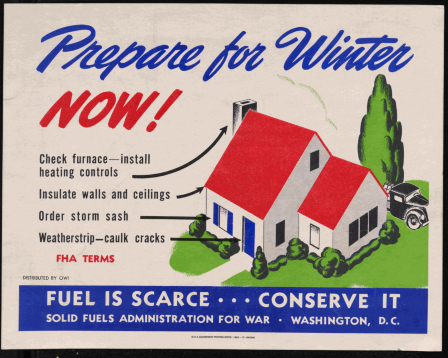 Prepare for Winter
NOW!
Check furnace—install
heating controls
Insulate walls and ceilings
Order storm sash
Weatherstrip—caulk cracks
FHA TERMS
DISTRIBUTED BY OWI
FUEL IS SCARCE · · · CONSERVE IT
SOLID FUELS ADMINISTRATION FOR WAR · WASHINGTON, D.C.